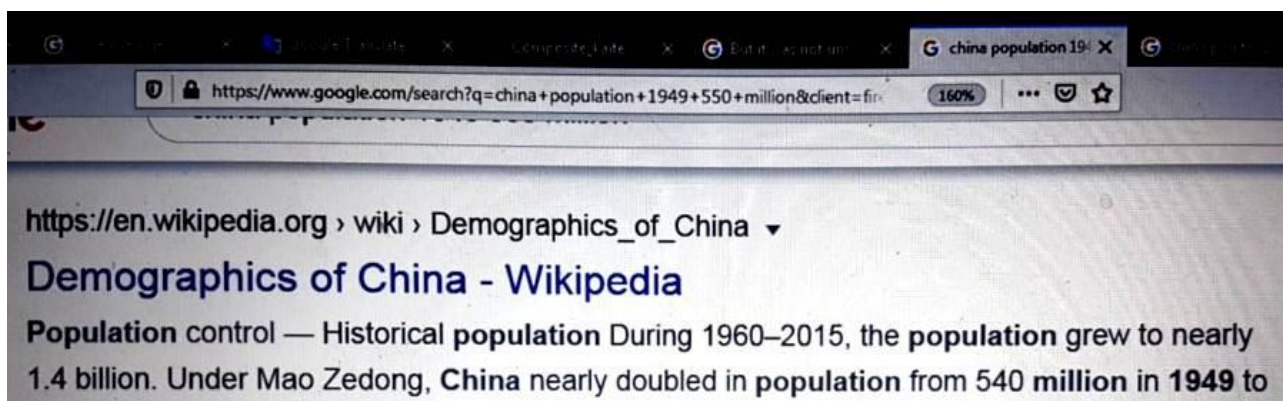 china population 194
https://www.google.com/search?q=china+population+1949+550+million&client=fir
160%
https://en.wikipedia.org › wiki › Demographics_of_China
Demographics of China - Wikipedia
Population control — Historical population During 1960–2015, the population grew to nearly
1.4 billion. Under Mao Zedong, China nearly doubled in population from 540 million in 1949 to